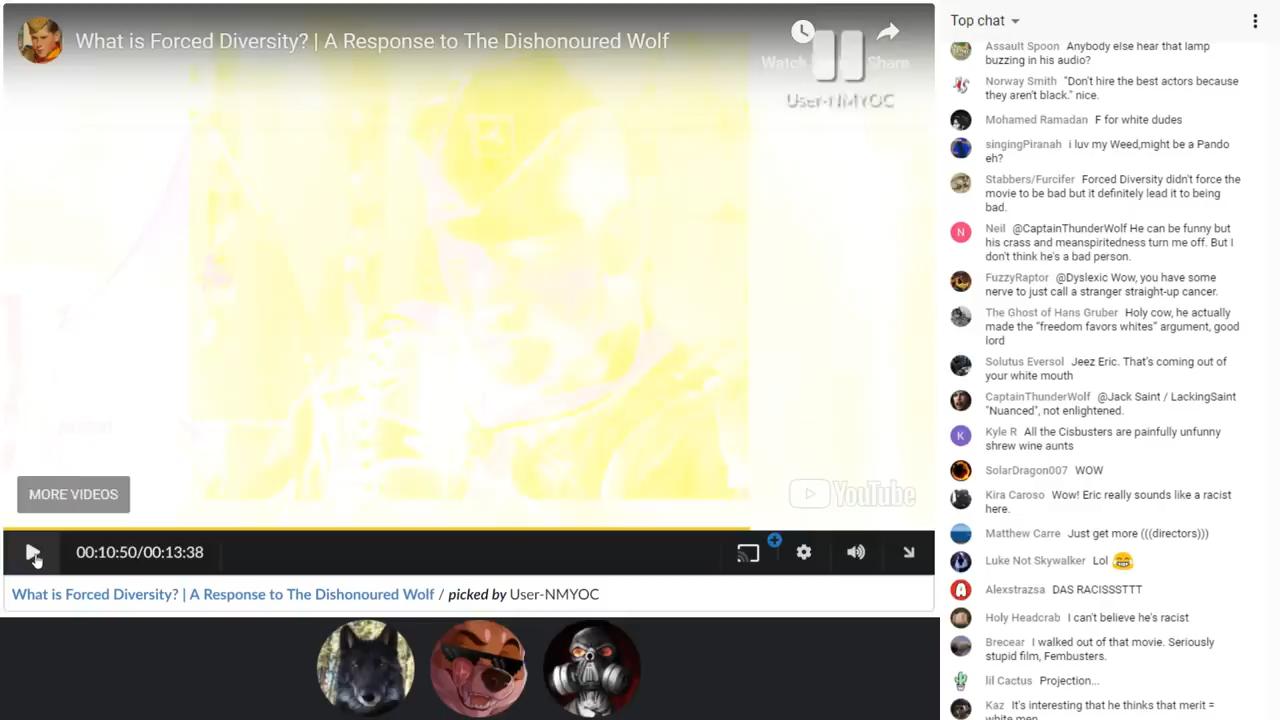 What is Forced Diversity? | A Response to The Dishonoured Wolf
Watch
Share
User-NMYOC
MORE VIDEOS
YouTube
00:10:50/00:13:38
What is Forced Diversity? | A Response to The Dishonoured Wolf / picked by User-NMYOC
Top chat
Assault Spoon Anybody else hear that lamp
buzzing in his audio?
Norway Smith "Don't hire the best actors because
they aren't black." nice.
Mohamed Ramadan F for white dudes
singingPiranah i luv my Weed,might be a Pando
eh?
Stabbers/Furcifer Forced Diversity didn't force the
movie to be bad but it definitely lead it to being
bad.
N
Neil @CaptainThunderWolf He can be funny but
his crass and meanspiritedness turn me off. But I
don't think he's a bad person.
FuzzyRaptor @Dyslexic Wow, you have some
nerve to just call a stranger straight-up cancer.
The Ghost of Hans Gruber Holy cow, he actually
made the "freedom favors whites" argument, good
lord
Solutus Eversol Jeez Eric. That's coming out of
your white mouth
CaptainThunderWolf @Jack Saint / LackingSaint
"Nuanced", not enlightened.
K
Kyle R All the Cisbusters are painfully unfunny
shrew wine aunts
SolarDragon007 WOW
Kira Caroso Wow! Eric really sounds like a racist
here.
Matthew Carre Just get more (((directors)))
Luke Not Skywalker Lol 😂
A
Alexstrazsa DAS RACISSSTTT
Holy Headcrab I can't believe he's racist
Brecear I walked out of that movie. Seriously
stupid film, Fembusters.
lil Cactus Projection...
Kaz It's interesting that he thinks that merit =
white men